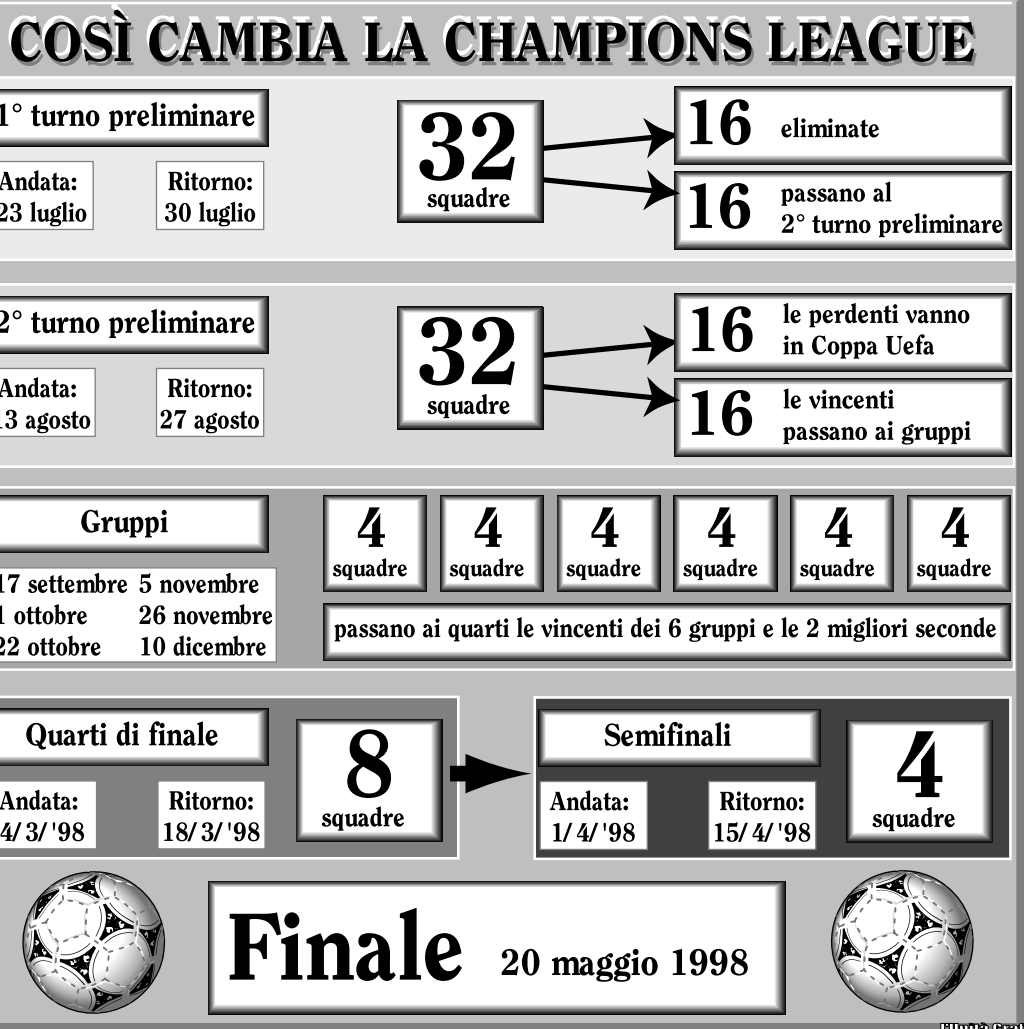 COSÌ CAMBIA LA CHAMPIONS LEAGUE
1° turno preliminare
Andata:
23 luglio
Ritorno:
30 luglio
32
squadre
16 eliminate
16 passano al
2° turno preliminare
2° turno preliminare
Andata:
13 agosto
Ritorno:
27 agosto
32
squadre
16 le perdenti vanno
in Coppa Uefa
16 le vincenti
passano ai gruppi
Gruppi
17 settembre 5 novembre
1 ottobre 26 novembre
22 ottobre 10 dicembre
4 4 4 4 4 4
squadre squadre squadre squadre squadre squadre
passano ai quarti le vincenti dei 6 gruppi e le 2 migliori seconde
Quarti di finale
Andata:
4/ 3/ '98
Ritorno:
18/ 3/ '98
8
squadre
Semifinali
Andata:
1/ 4/ '98
Ritorno:
15/ 4/ '98
4
squadre
Finale 20 maggio 1998